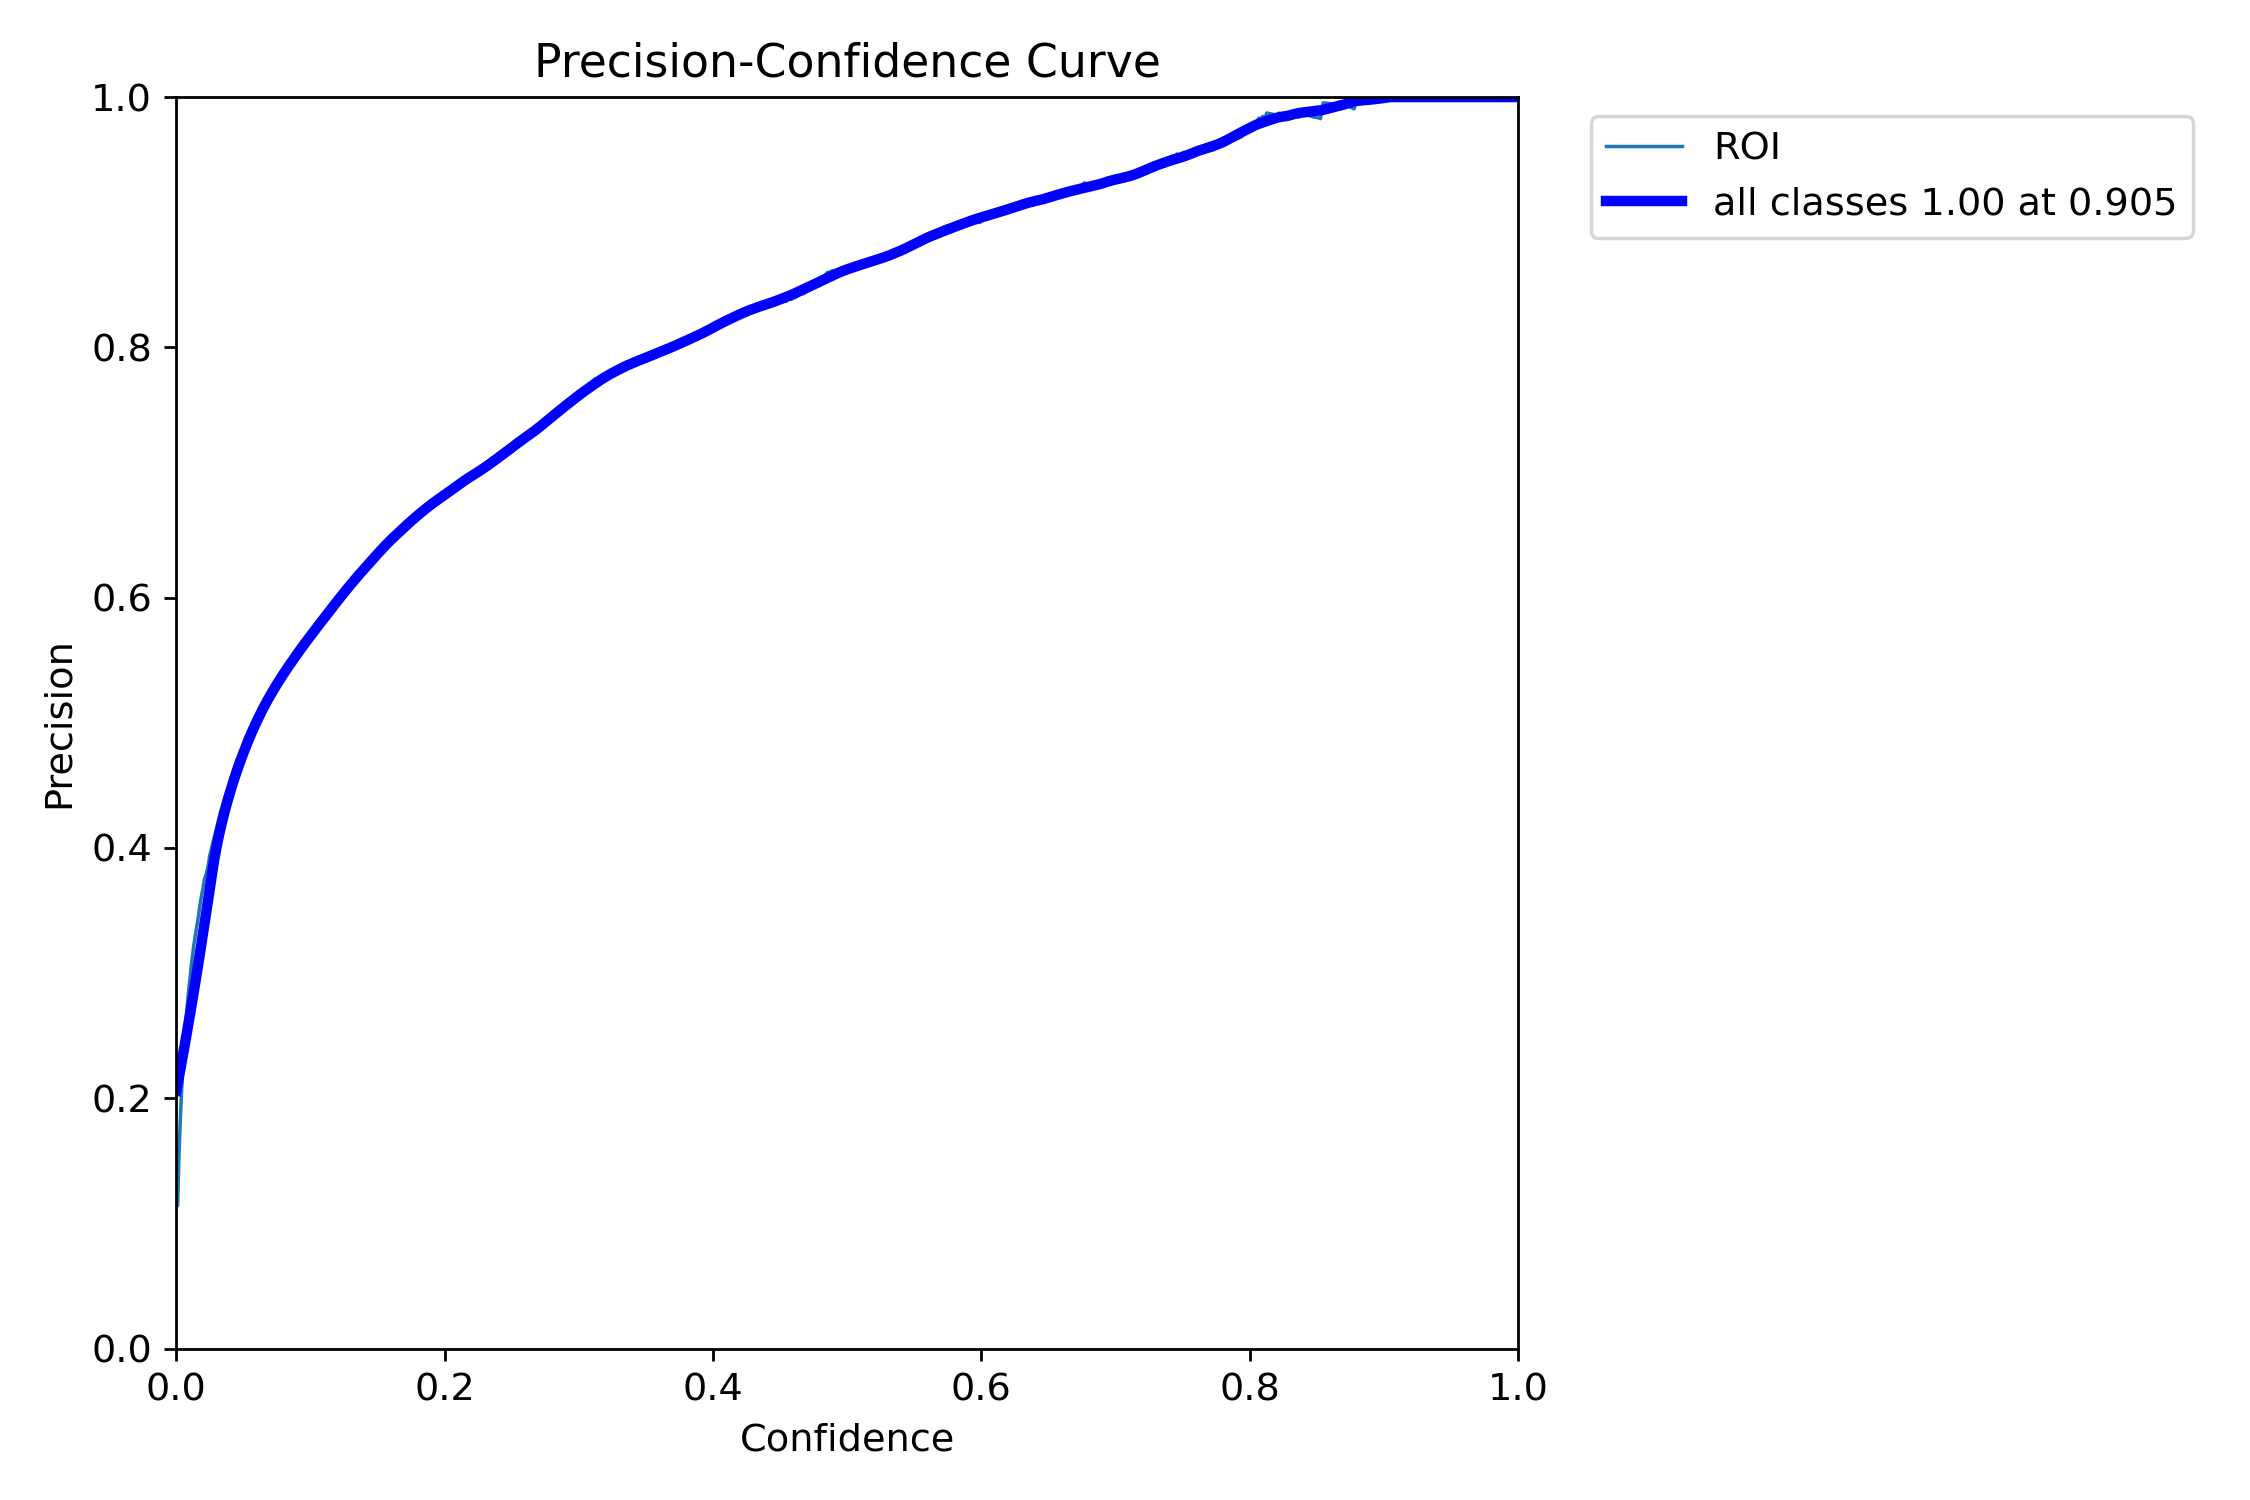 Precision-Confidence Curve
1.0
0.8
0.6
0.4
0.2
0.0
Precision
0.0 0.2 0.4 0.6 0.8 1.0
Confidence
ROI
all classes 1.00 at 0.905